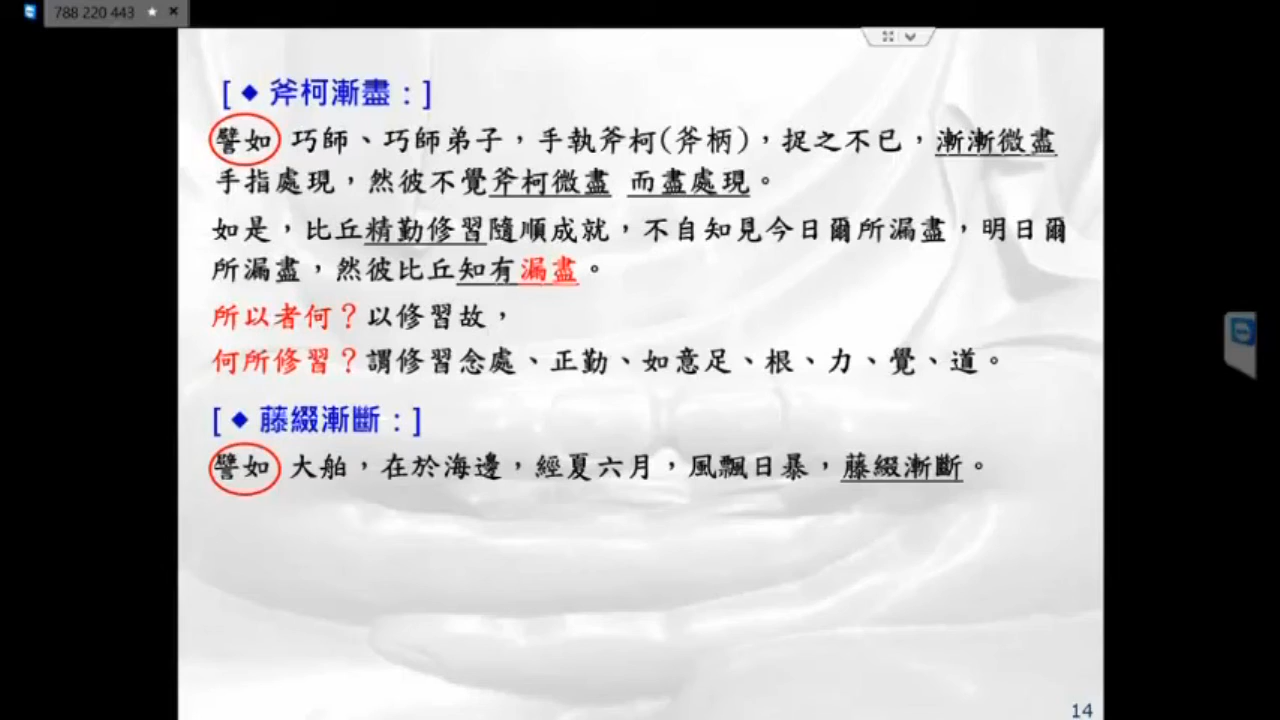 788 220 443
[ ◆ 斧柯漸盡：]
譬如 巧師、巧師弟子，手執斧柯(斧柄)，捉之不已，漸漸微盡
手指處現，然彼不覺斧柯微盡 而盡處現。
如是，比丘精勤修習隨順成就，不自知見今日爾所漏盡，明日爾
所漏盡，然彼比丘知有漏盡。
所以者何？以修習故，
何所修習？謂修習念處、正勤、如意足、根、力、覺、道。
[ ◆ 藤綴漸斷：]
譬如 大舶，在於海邊，經夏六月，風飄日暴，藤綴漸斷。
14